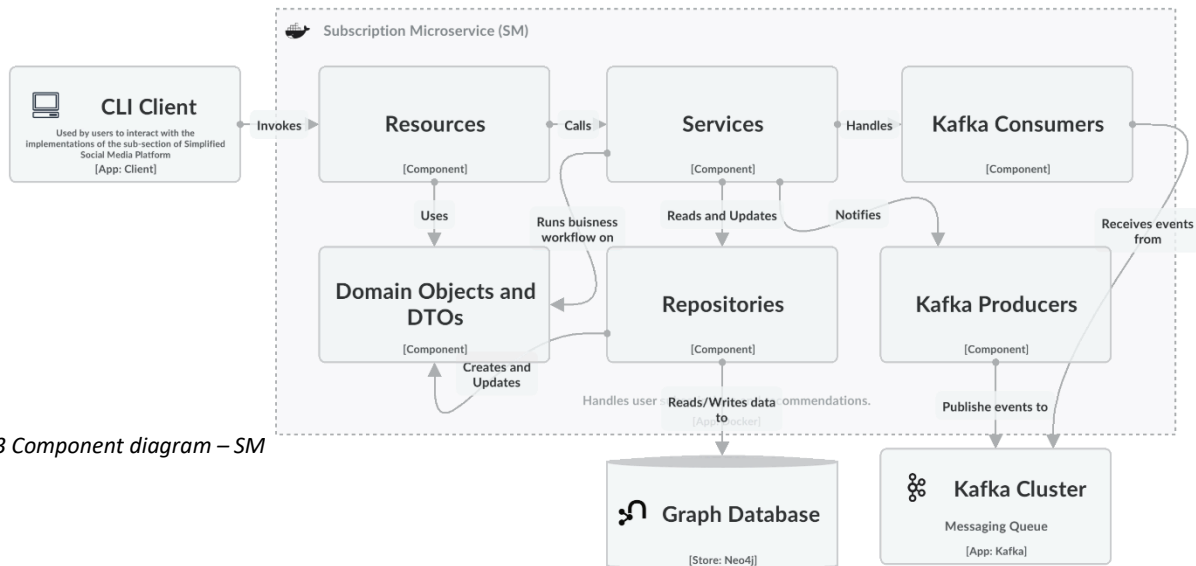 Subscription Microservice (SM)
CLI Client
Used by users to interact with the
implementations of the sub-section of Simplified
Social Media Platform
[App: Client]
Invokes
Resources
[Component]
Calls
Services
[Component]
Handles
Kafka Consumers
[Component]
Uses
Runs buisness
workflow on
Reads and Updates
Notifies
Receives events
from
Domain Objects and
DTOs
[Component]
Repositories
[Component]
Kafka Producers
[Component]
Creates and
Updates
Handles user
commendations.
Reads/Writes data
to
Publishe events to
3 Component diagram – SM
Graph Database
[Store: Neo4j]
Kafka Cluster
Messaging Queue
[App: Kafka]